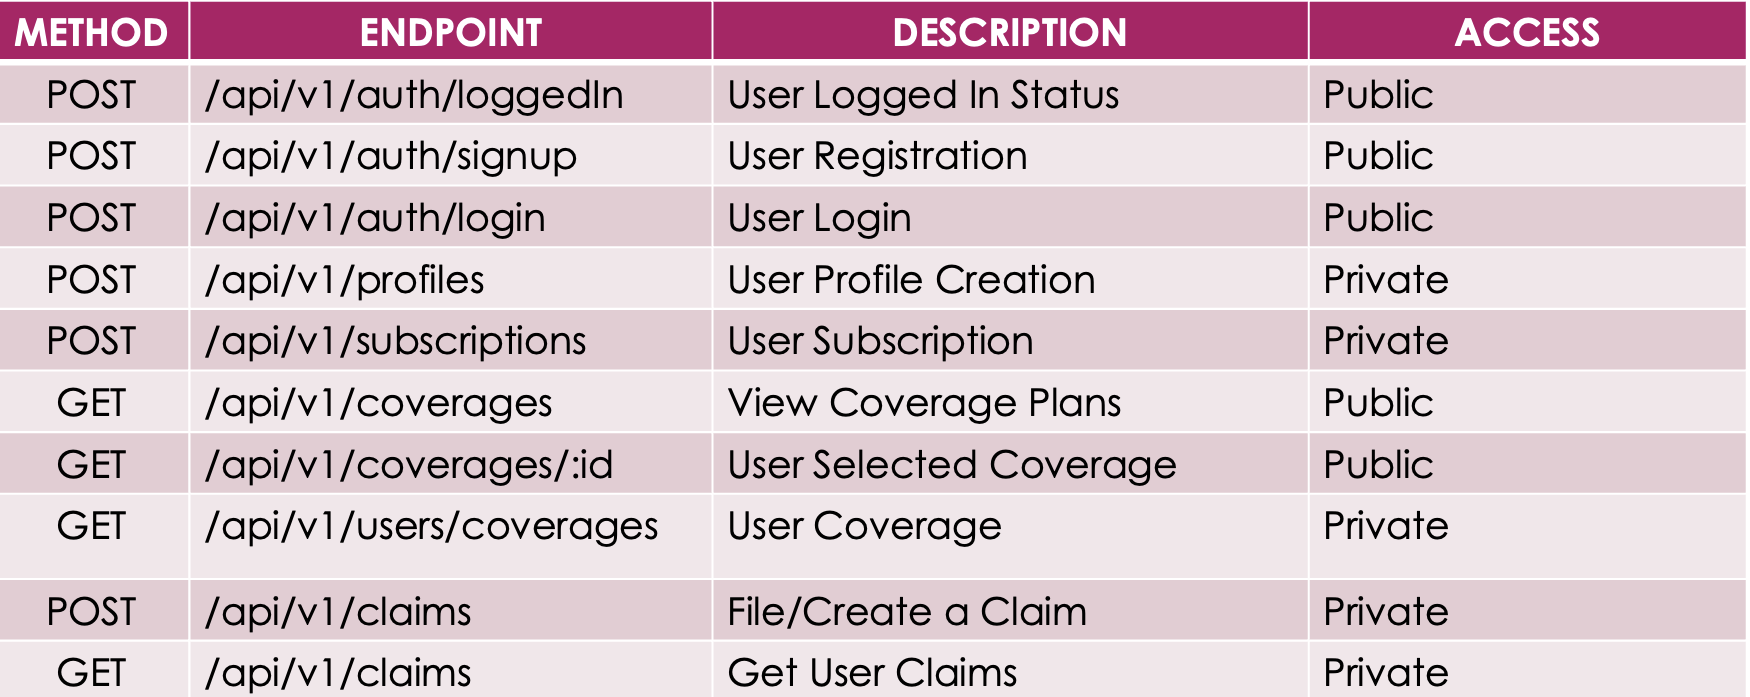 METHOD ENDPOINT DESCRIPTION ACCESS
POST /api/v1/auth/loggedIn User Logged In Status Public
POST /api/v1/auth/signup User Registration Public
POST /api/v1/auth/login User Login Public
POST /api/v1/profiles User Profile Creation Private
POST /api/v1/subscriptions User Subscription Private
GET /api/v1/coverages View Coverage Plans Public
GET /api/v1/coverages/:id User Selected Coverage Public
GET /api/v1/users/coverages User Coverage Private
POST /api/v1/claims File/Create a Claim Private
GET /api/v1/claims Get User Claims Private